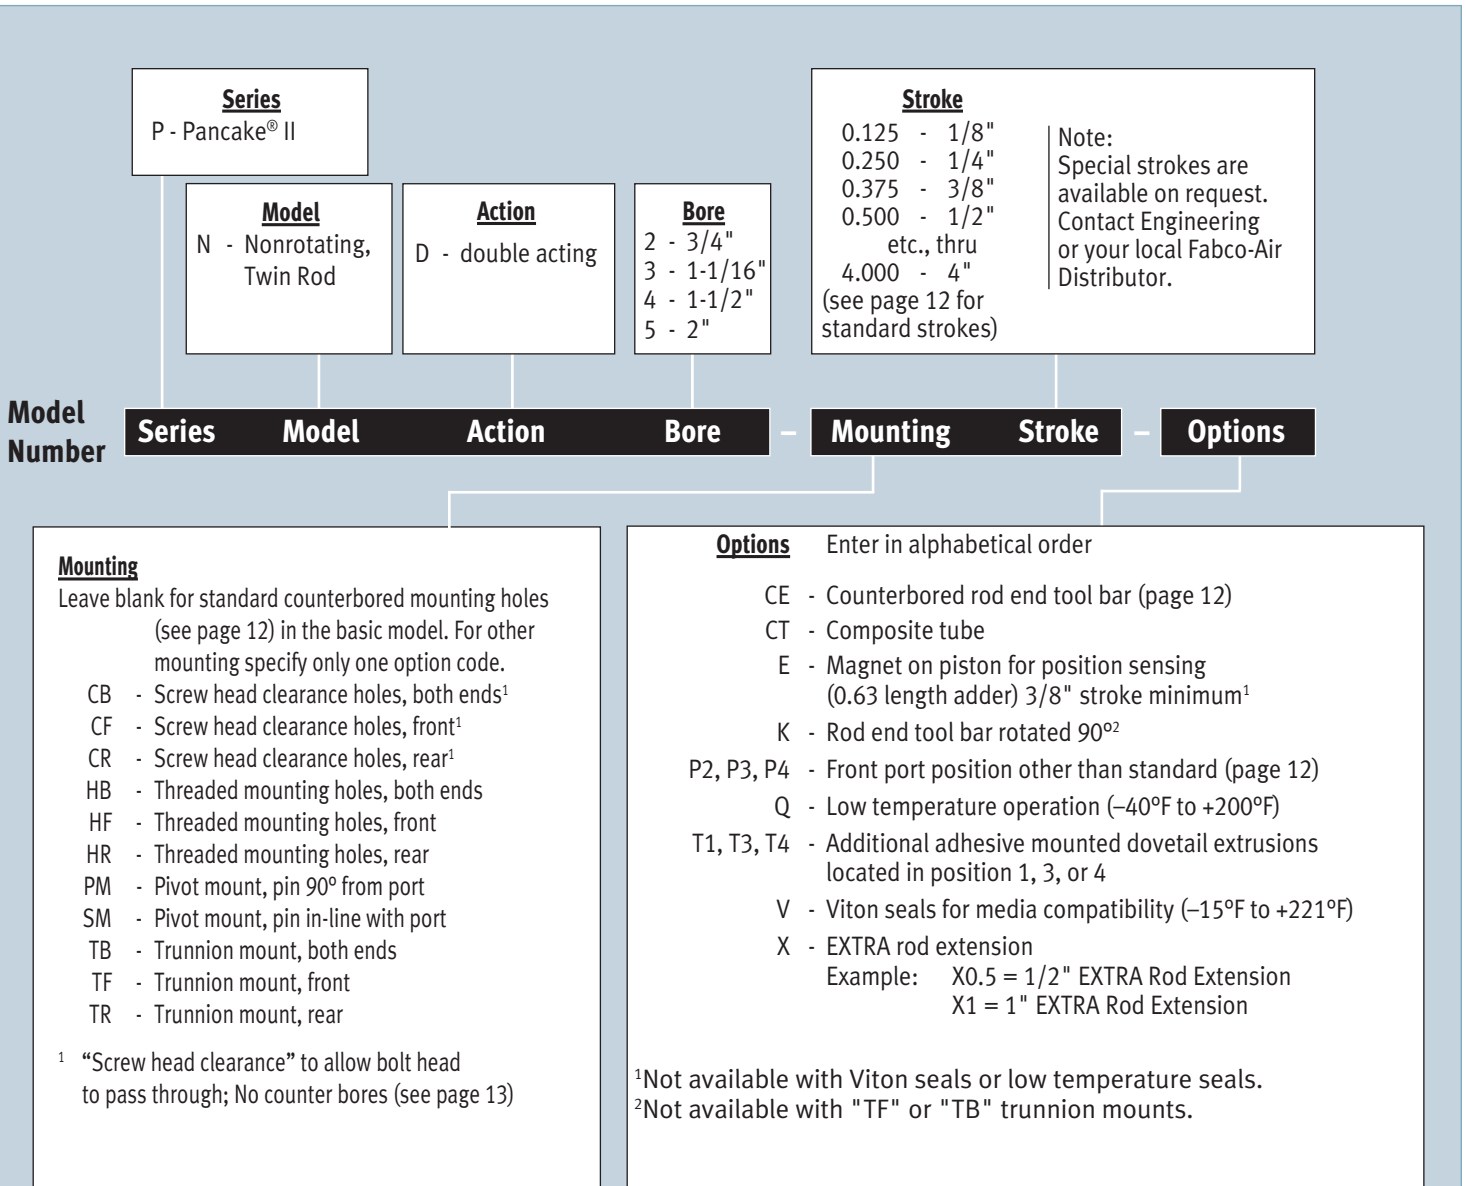 Series
P - Pancake® II
Model
N - Nonrotating,
Twin Rod
Action
D - double acting
Bore
2 - 3/4"
3 - 1-1/16"
4 - 1-1/2"
5 - 2"
Stroke
0.125 - 1/8"
0.250 - 1/4"
0.375 - 3/8"
0.500 - 1/2"
etc., thru
4.000 - 4"
(see page 12 for
standard strokes)
Note:
Special strokes are
available on request.
Contact Engineering
or your local Fabco-Air
Distributor.
Model
Number
Series Model Action Bore – Mounting Stroke – Options
Mounting
Leave blank for standard counterbored mounting holes
(see page 12) in the basic model. For other
mounting specify only one option code.
CB - Screw head clearance holes, both ends¹
CF - Screw head clearance holes, front¹
CR - Screw head clearance holes, rear¹
HB - Threaded mounting holes, both ends
HF - Threaded mounting holes, front
HR - Threaded mounting holes, rear
PM - Pivot mount, pin 90° from port
SM - Pivot mount, pin in-line with port
TB - Trunnion mount, both ends
TF - Trunnion mount, front
TR - Trunnion mount, rear
¹ “Screw head clearance” to allow bolt head
to pass through; No counter bores (see page 13)
Options Enter in alphabetical order
CE - Counterbored rod end tool bar (page 12)
CT - Composite tube
E - Magnet on piston for position sensing
(0.63 length adder) 3/8" stroke minimum¹
K - Rod end tool bar rotated 90º²
P2, P3, P4 - Front port position other than standard (page 12)
Q - Low temperature operation (–40ºF to +200ºF)
T1, T3, T4 - Additional adhesive mounted dovetail extrusions
located in position 1, 3, or 4
V - Viton seals for media compatibility (–15ºF to +221ºF)
X - EXTRA rod extension
Example: X0.5 = 1/2" EXTRA Rod Extension
X1 = 1" EXTRA Rod Extension
¹Not available with Viton seals or low temperature seals.
²Not available with "TF" or "TB" trunnion mounts.